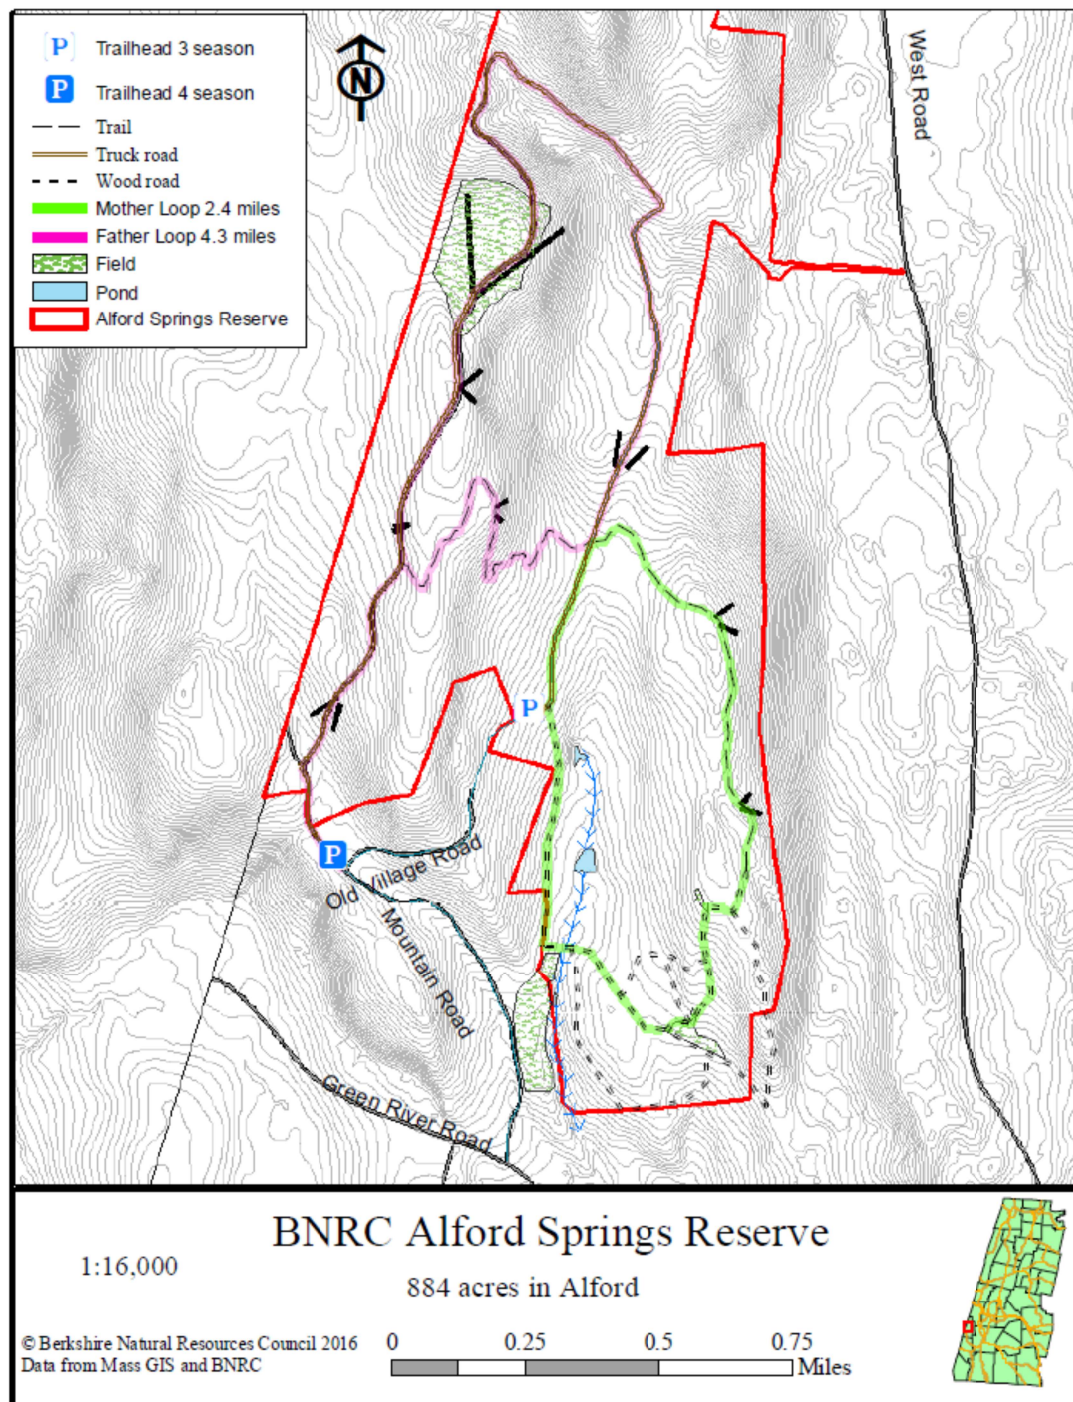 P Trailhead 3 season
P Trailhead 4 season
Trail
Truck road
Wood road
Mother Loop 2.4 miles
Father Loop 4.3 miles
Field
Pond
Alford Springs Reserve
N
West Road
P
P
Old Village Road
Mountain Road
Green River Road
BNRC Alford Springs Reserve
1:16,000
884 acres in Alford
© Berkshire Natural Resources Council 2016
Data from Mass GIS and BNRC
0 0.25 0.5 0.75
Miles